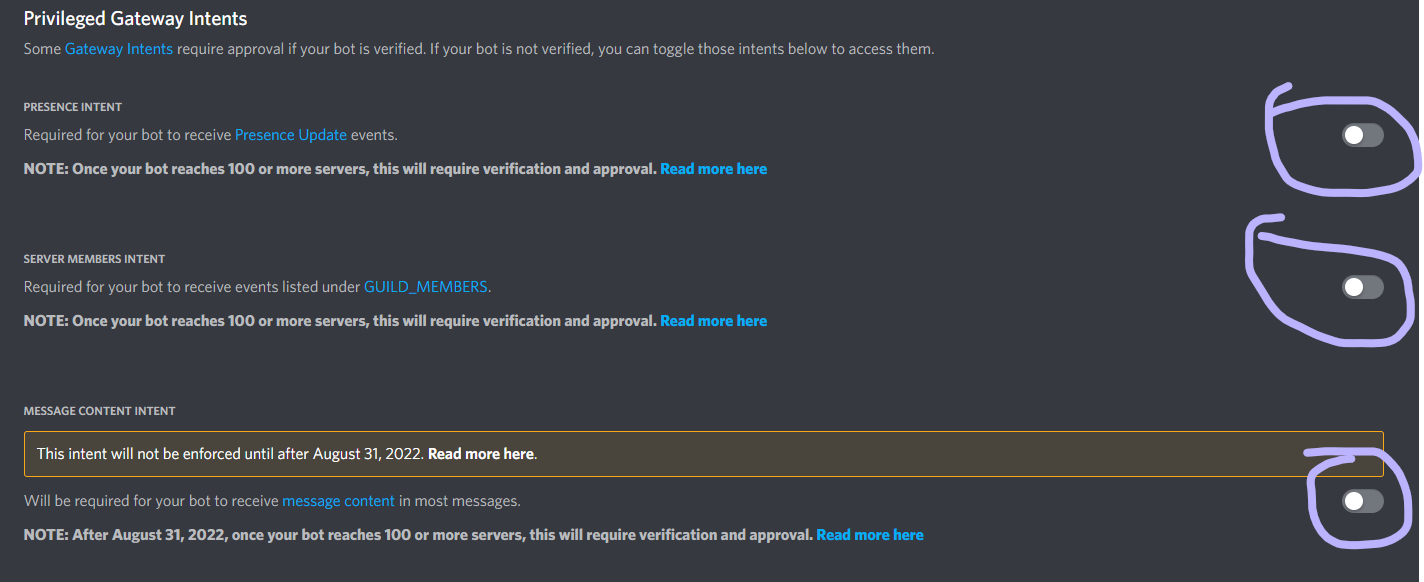 Privileged Gateway Intents
Some Gateway Intents require approval if your bot is verified. If your bot is not verified, you can toggle those intents below to access them.
PRESENCE INTENT
Required for your bot to receive Presence Update events.
NOTE: Once your bot reaches 100 or more servers, this will require verification and approval. Read more here
SERVER MEMBERS INTENT
Required for your bot to receive events listed under GUILD_MEMBERS.
NOTE: Once your bot reaches 100 or more servers, this will require verification and approval. Read more here
MESSAGE CONTENT INTENT
This intent will not be enforced until after August 31, 2022. Read more here.
Will be required for your bot to receive message content in most messages.
NOTE: After August 31, 2022, once your bot reaches 100 or more servers, this will require verification and approval. Read more here